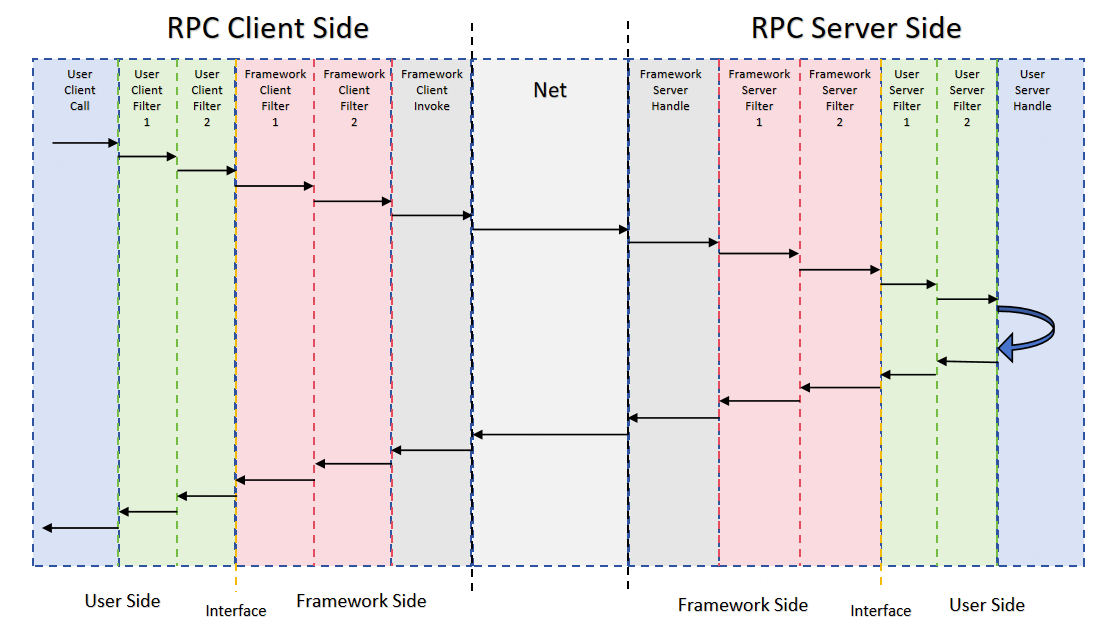 RPC Client Side
RPC Server Side
User
Client
Call
User
Client
Filter
1
User
Client
Filter
2
Framework
Client
Filter
1
Framework
Client
Filter
2
Framework
Client
Invoke
Net
Framework
Server
Handle
Framework
Server
Filter
1
Framework
Server
Filter
2
User
Server
Filter
1
User
Server
Filter
2
User
Server
Handle
User Side
Interface
Framework Side
Framework Side
Interface
User Side